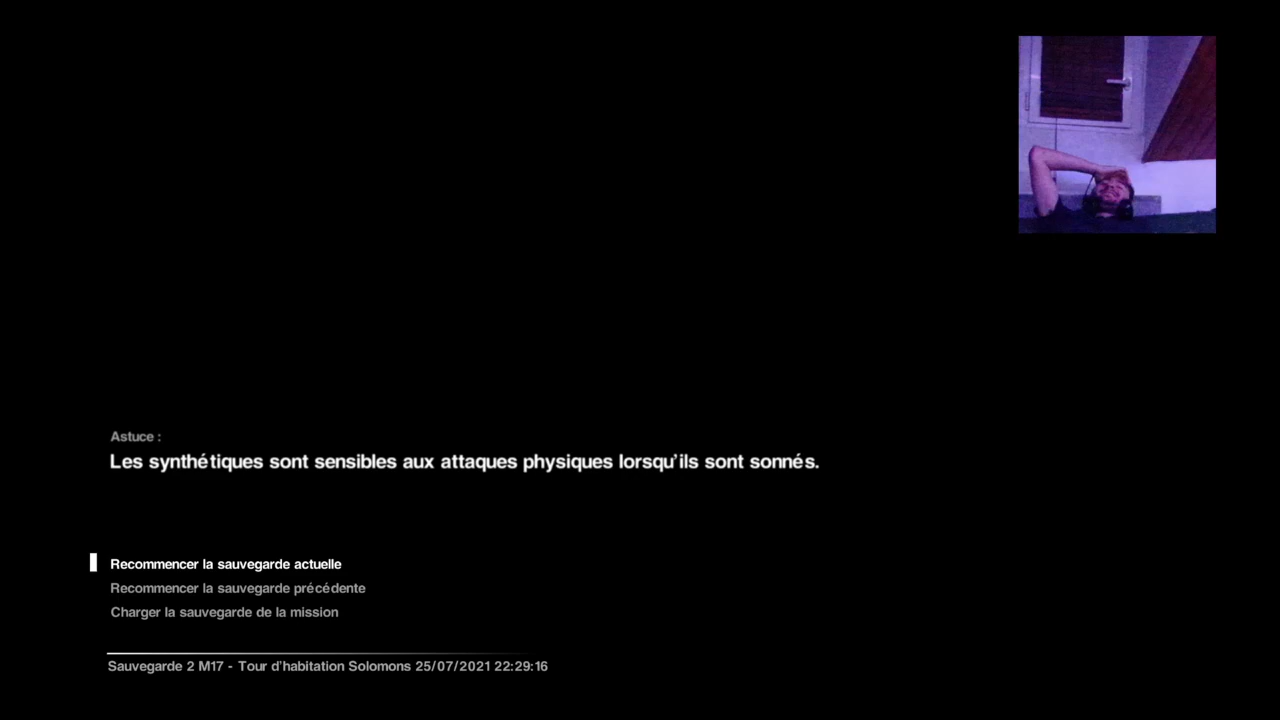 Astuce :
Les synthétiques sont sensibles aux attaques physiques lorsqu'ils sont sonnés.
Recommencer la sauvegarde actuelle
Recommencer la sauvegarde précédente
Charger la sauvegarde de la mission
Sauvegarde 2 M17 - Tour d'habitation Solomons 25/07/2021 22:29:16